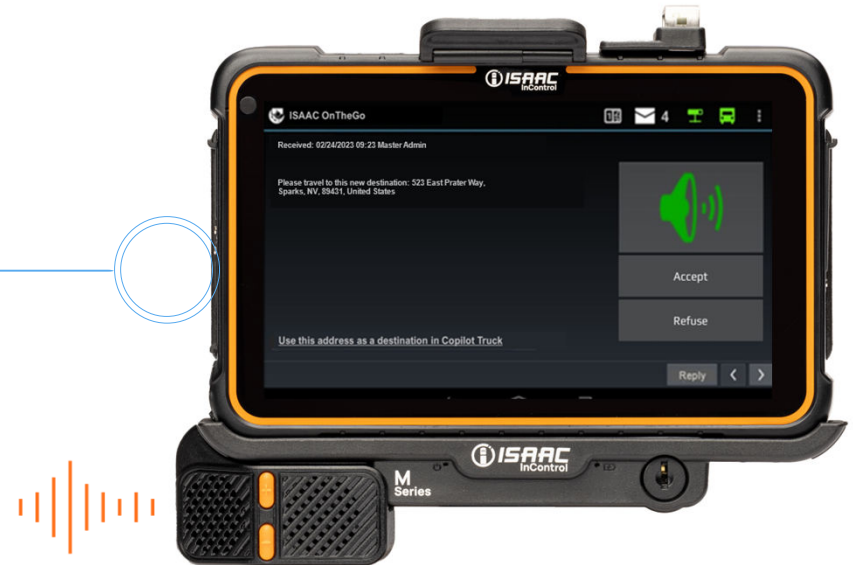 ISAAC
InControl
ISAAC OnTheGo
4
Received: 02/24/2023 09:23 Master Admin
Please travel to this new destination: 523 East Prater Way,
Sparks, NV, 89431, United States
Accept
Refuse
Use this address as a destination in Copilot Truck
Reply
ISAAC
InControl
M
Series